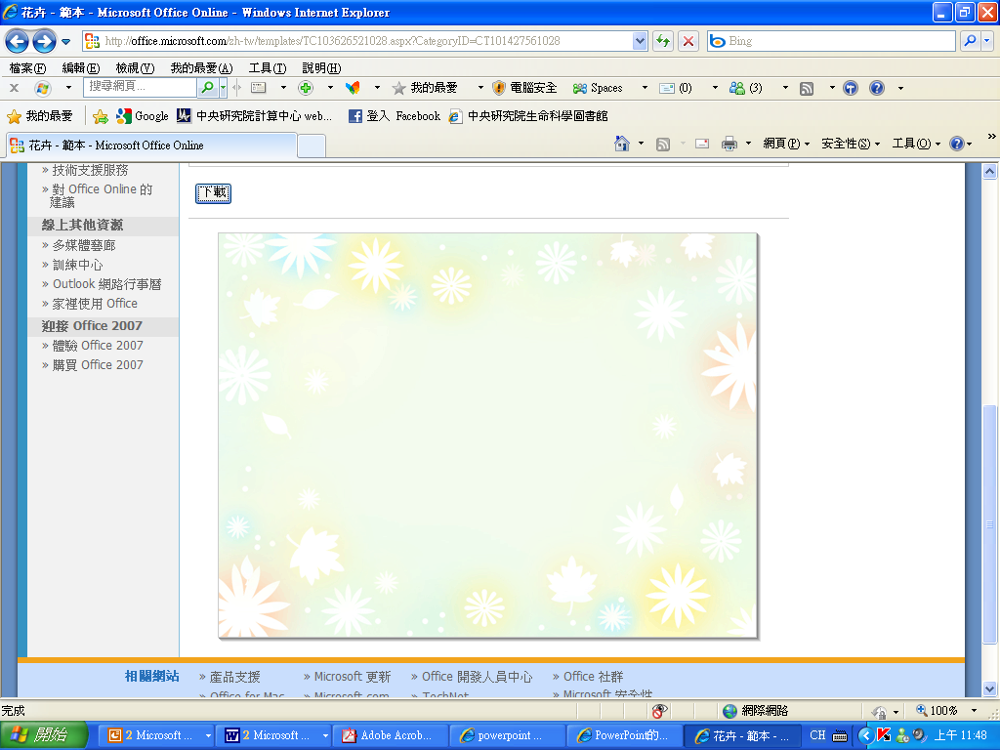 花卉 - 範本 - Microsoft Office Online - Windows Internet Explorer
http://office.microsoft.com/zh-tw/templates/TC103626521028.aspx?CategoryID=CT101427561028
Bing
檔案(F) 編輯(E) 檢視(V) 我的最愛(A) 工具(T) 說明(H)
搜尋網頁... 我的最愛 電腦安全 Spaces (0) (3)
我的最愛 Google 中央研究院計算中心 web... 登入 Facebook 中央研究院生命科學圖書館
花卉 - 範本 - Microsoft Office Online 網頁(P) 安全性(S) 工具(O)
» 技術支援服務
» 對 Office Online 的
建議
線上其他資源
» 多媒體藝廊
» 訓練中心
» Outlook 網路行事曆
» 家裡使用 Office
迎接 Office 2007
» 體驗 Office 2007
» 購買 Office 2007
下載
相關網站 » 產品支援 » Microsoft 更新 » Office 開發人員中心 » Office 社群
» Office for Mac » Microsoft.com » TechNet » Microsoft 安全性
完成 網際網路 100%
開始 2 Microsoft ... 2 Microsoft ... Adobe Acrob... powerpoint ... PowerPoint的... 花卉 - 範本 - ... CH 上午 11:48